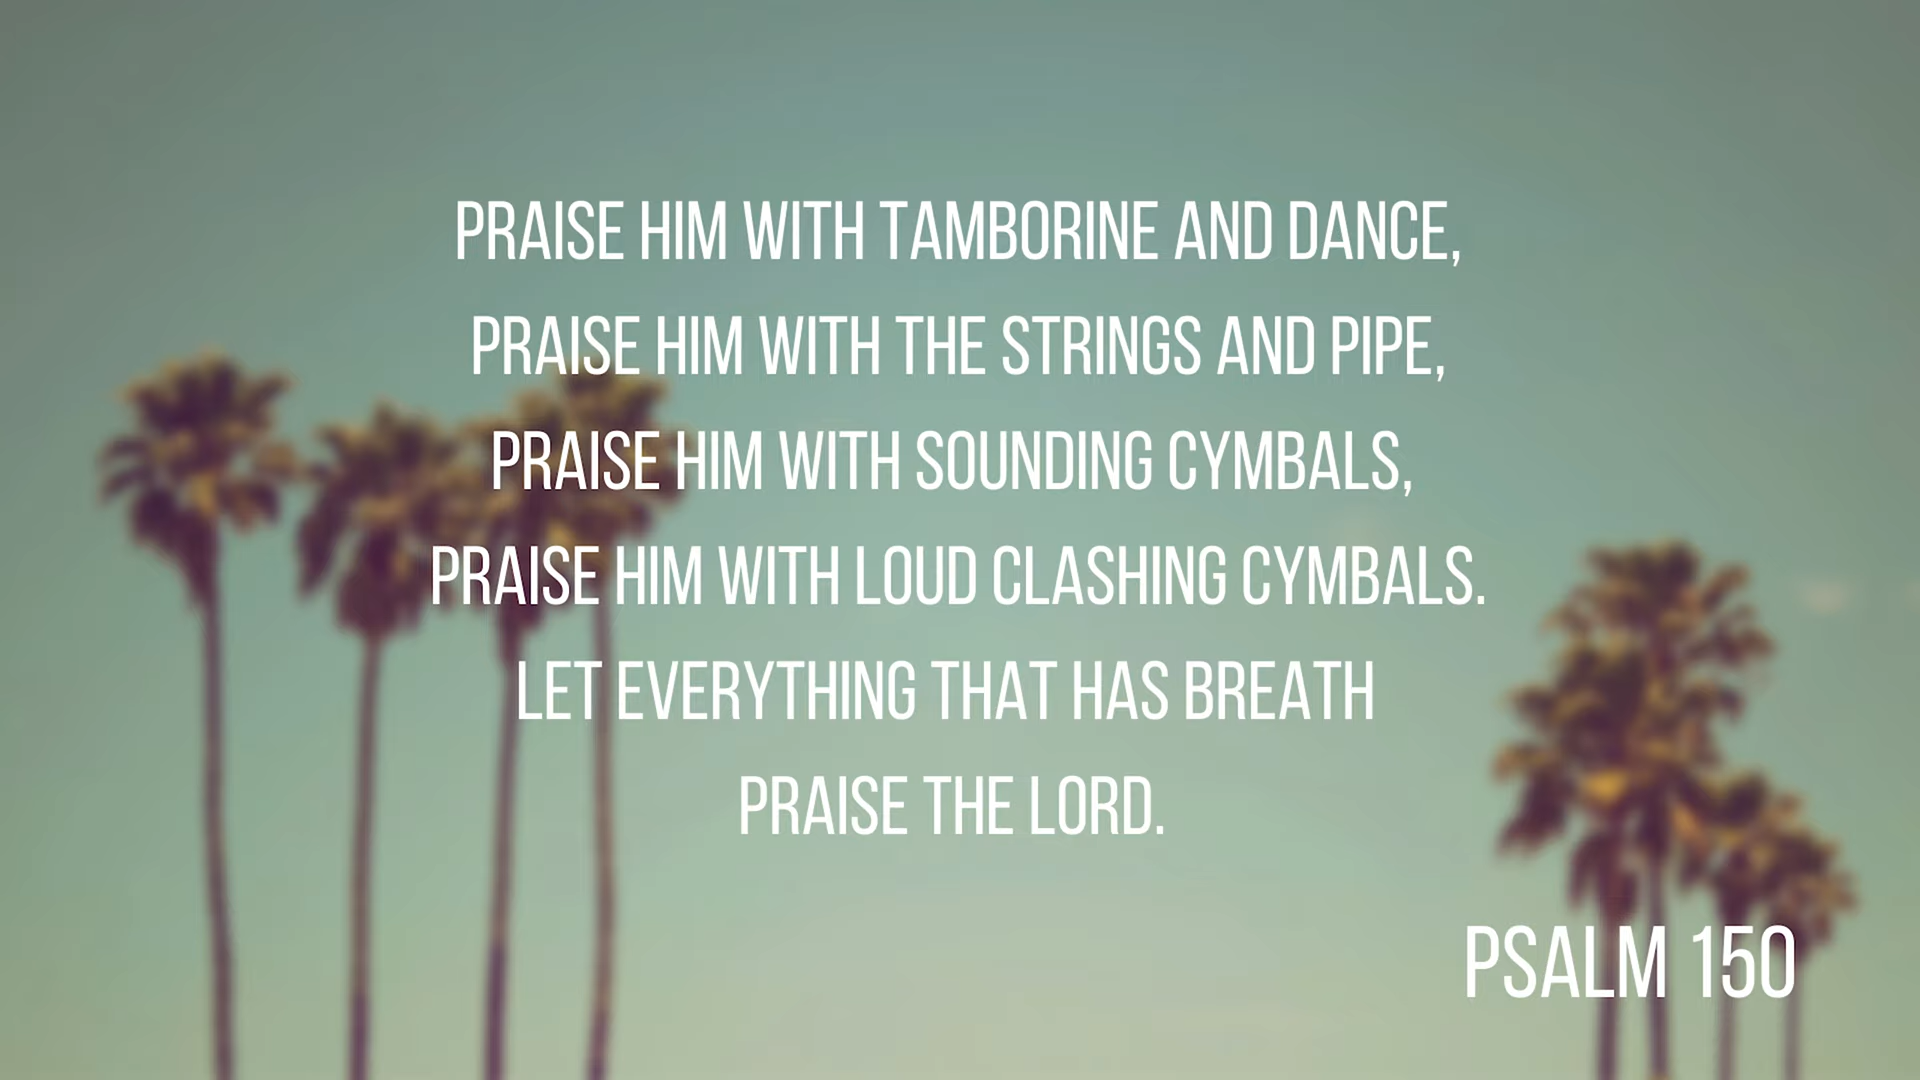 PRAISE HIM WITH TAMBORINE AND DANCE,
PRAISE HIM WITH THE STRINGS AND PIPE,
PRAISE HIM WITH SOUNDING CYMBALS,
PRAISE HIM WITH LOUD CLASHING CYMBALS.
LET EVERYTHING THAT HAS BREATH
PRAISE THE LORD.
PSALM 150